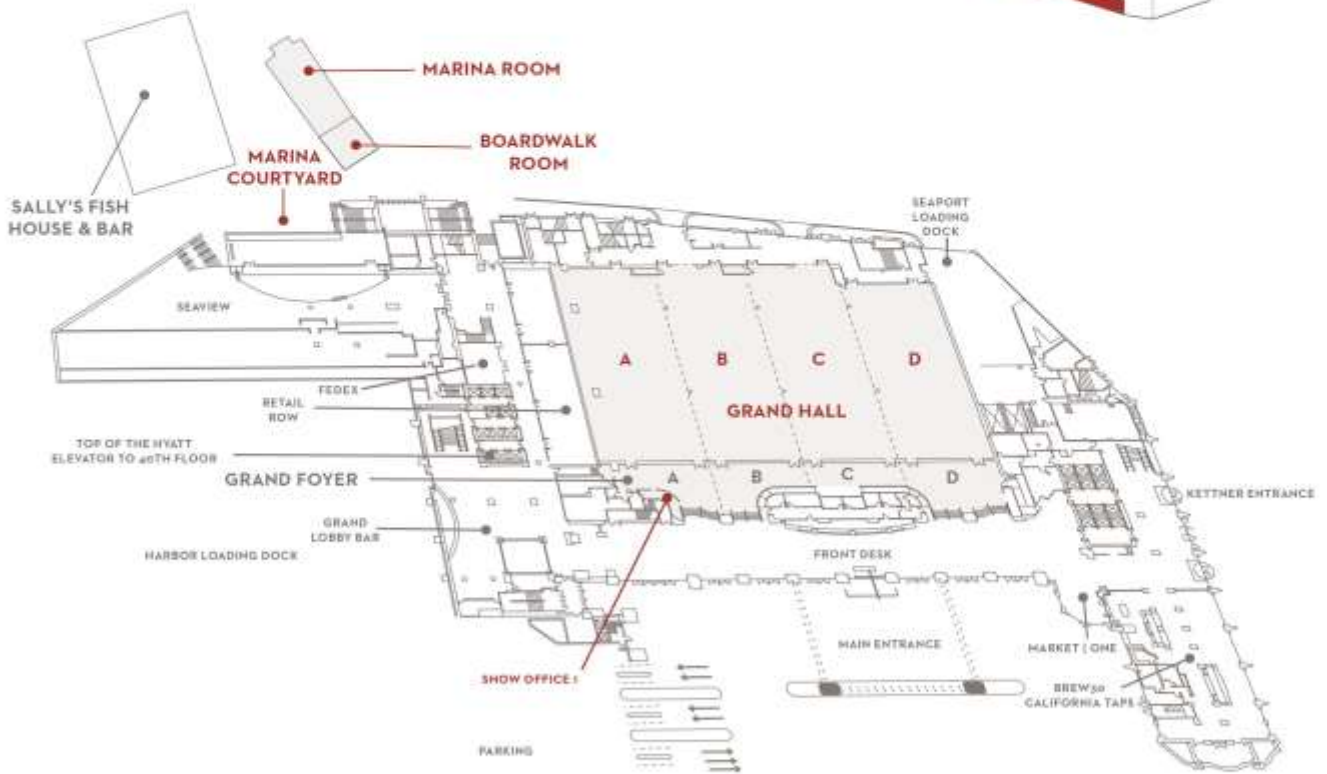 MARINA ROOM
BOARDWALK
ROOM
MARINA
COURTYARD
SALLY'S FISH
HOUSE & BAR
SEAPORT
LOADING
DOCK
SEAVIEW
A
B
C
D
GRAND HALL
FEDEX
RETAIL
ROW
TOP OF THE HYATT
ELEVATOR TO 40TH FLOOR
GRAND FOYER
A
B
C
D
KETTNER ENTRANCE
GRAND
LOBBY BAR
HARBOR LOADING DOCK
FRONT DESK
MAIN ENTRANCE
MARKET | ONE
SHOW OFFICE 1
BREW30
CALIFORNIA TAPS
PARKING